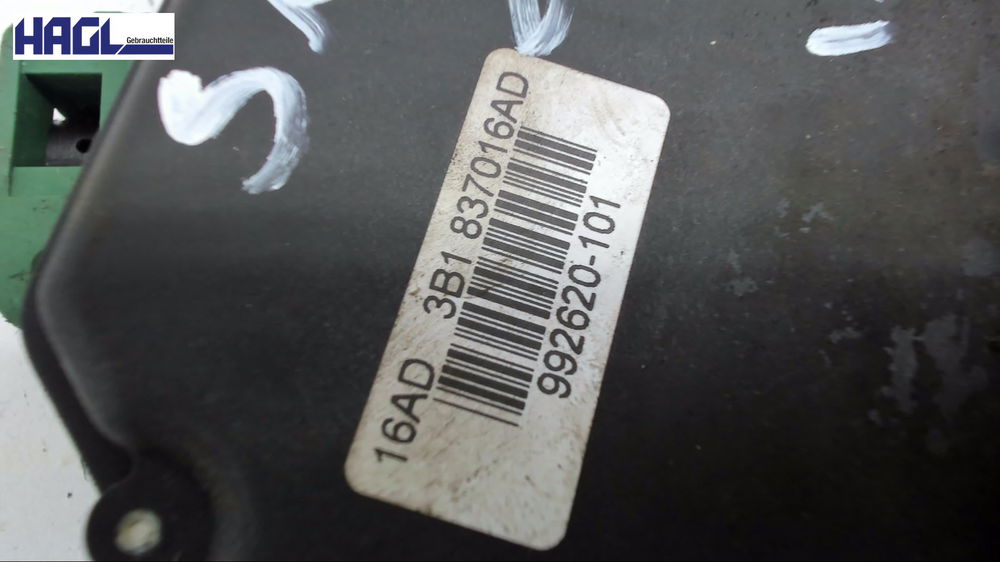 HAGL
Gebrauchtteile
16AD 3B1 837016AD
992620-101